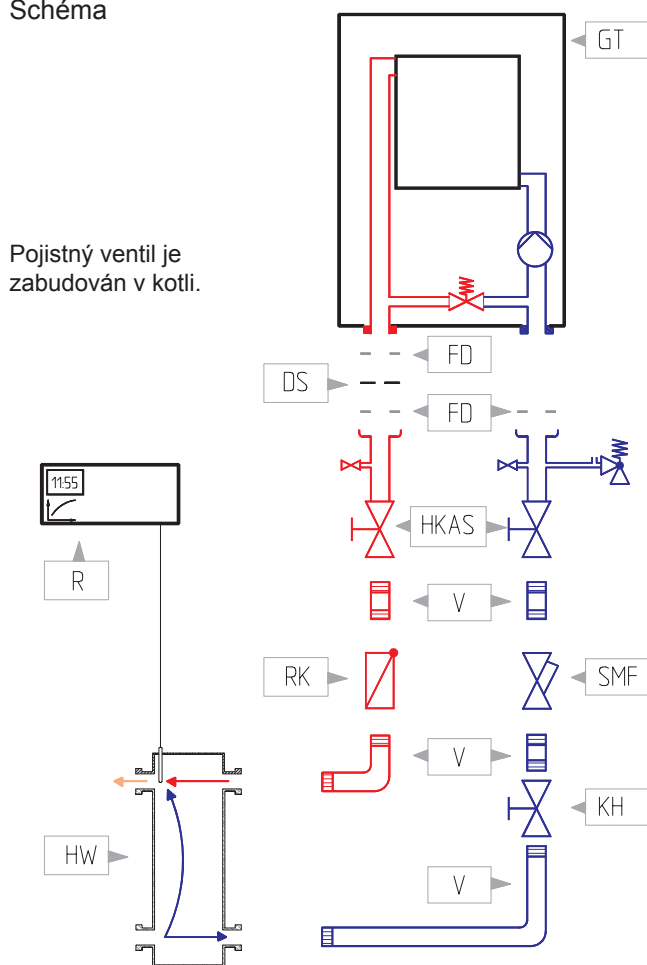 Schéma
GT
Pojistný ventil je
zabudován v kotli.
FD
DS
FD
11:55
HKAS
R
V
RK
SMF
V
KH
HW
V